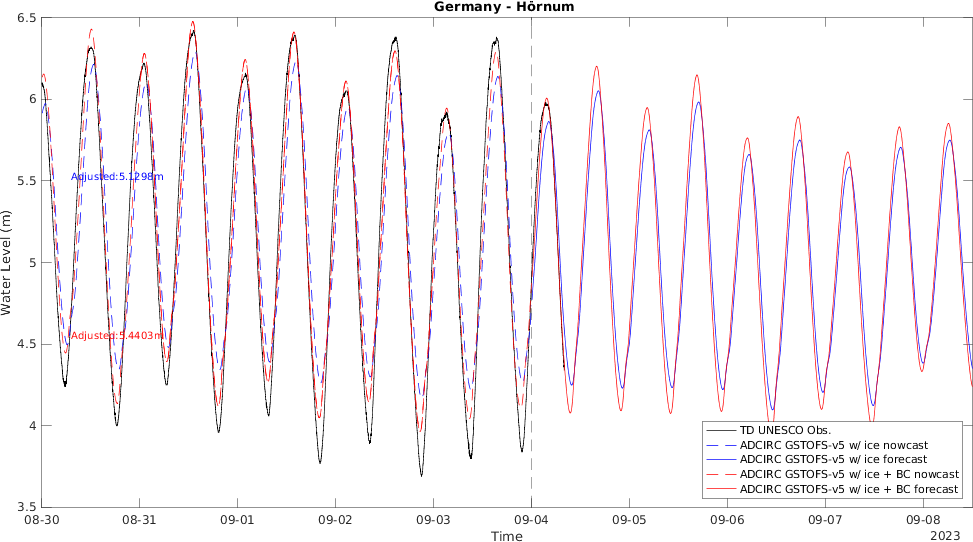 Germany - Hörnum
6.5
6
5.5
5
4.5
4
3.5
Water Level (m)
Adjusted:5.1298m
Adjusted:5.4403m
TD UNESCO Obs.
ADCIRC GSTOFS-v5 w/ ice nowcast
ADCIRC GSTOFS-v5 w/ ice forecast
ADCIRC GSTOFS-v5 w/ ice + BC nowcast
ADCIRC GSTOFS-v5 w/ ice + BC forecast
08-30 08-31 09-01 09-02 09-03 09-04 09-05 09-06 09-07 09-08
Time
2023